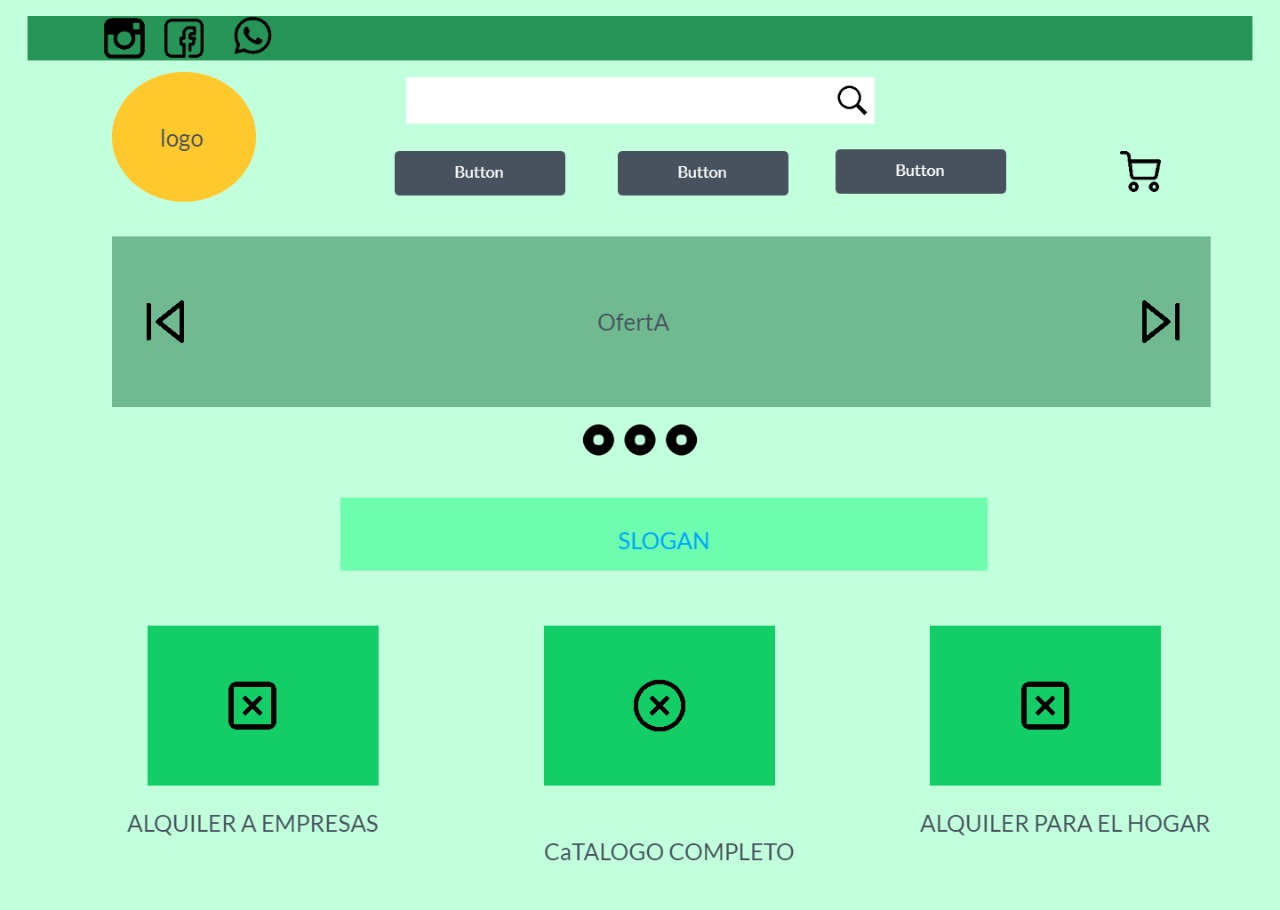 logo
Button
Button
Button
OfertA
SLOGAN
ALQUILER A EMPRESAS
CaTALOGO COMPLETO
ALQUILER PARA EL HOGAR